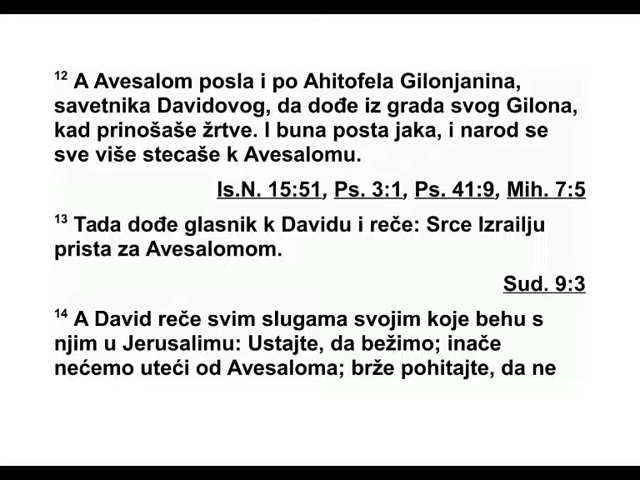 12 A Avesalom posla i po Ahitofela Gilonjanina,
savetnika Davidovog, da dođe iz grada svog Gilona,
kad prinošaše žrtve. I buna posta jaka, i narod se
sve više stecaše k Avesalomu.
Is.N. 15:51, Ps. 3:1, Ps. 41:9, Mih. 7:5
13 Tada dođe glasnik k Davidu i reče: Srce Izrailju
prista za Avesalomom.
Sud. 9:3
14 A David reče svim slugama svojim koje behu s
njim u Jerusalimu: Ustajte, da bežimo; inače
nećemo uteći od Avesaloma; brže pohitajte, da ne